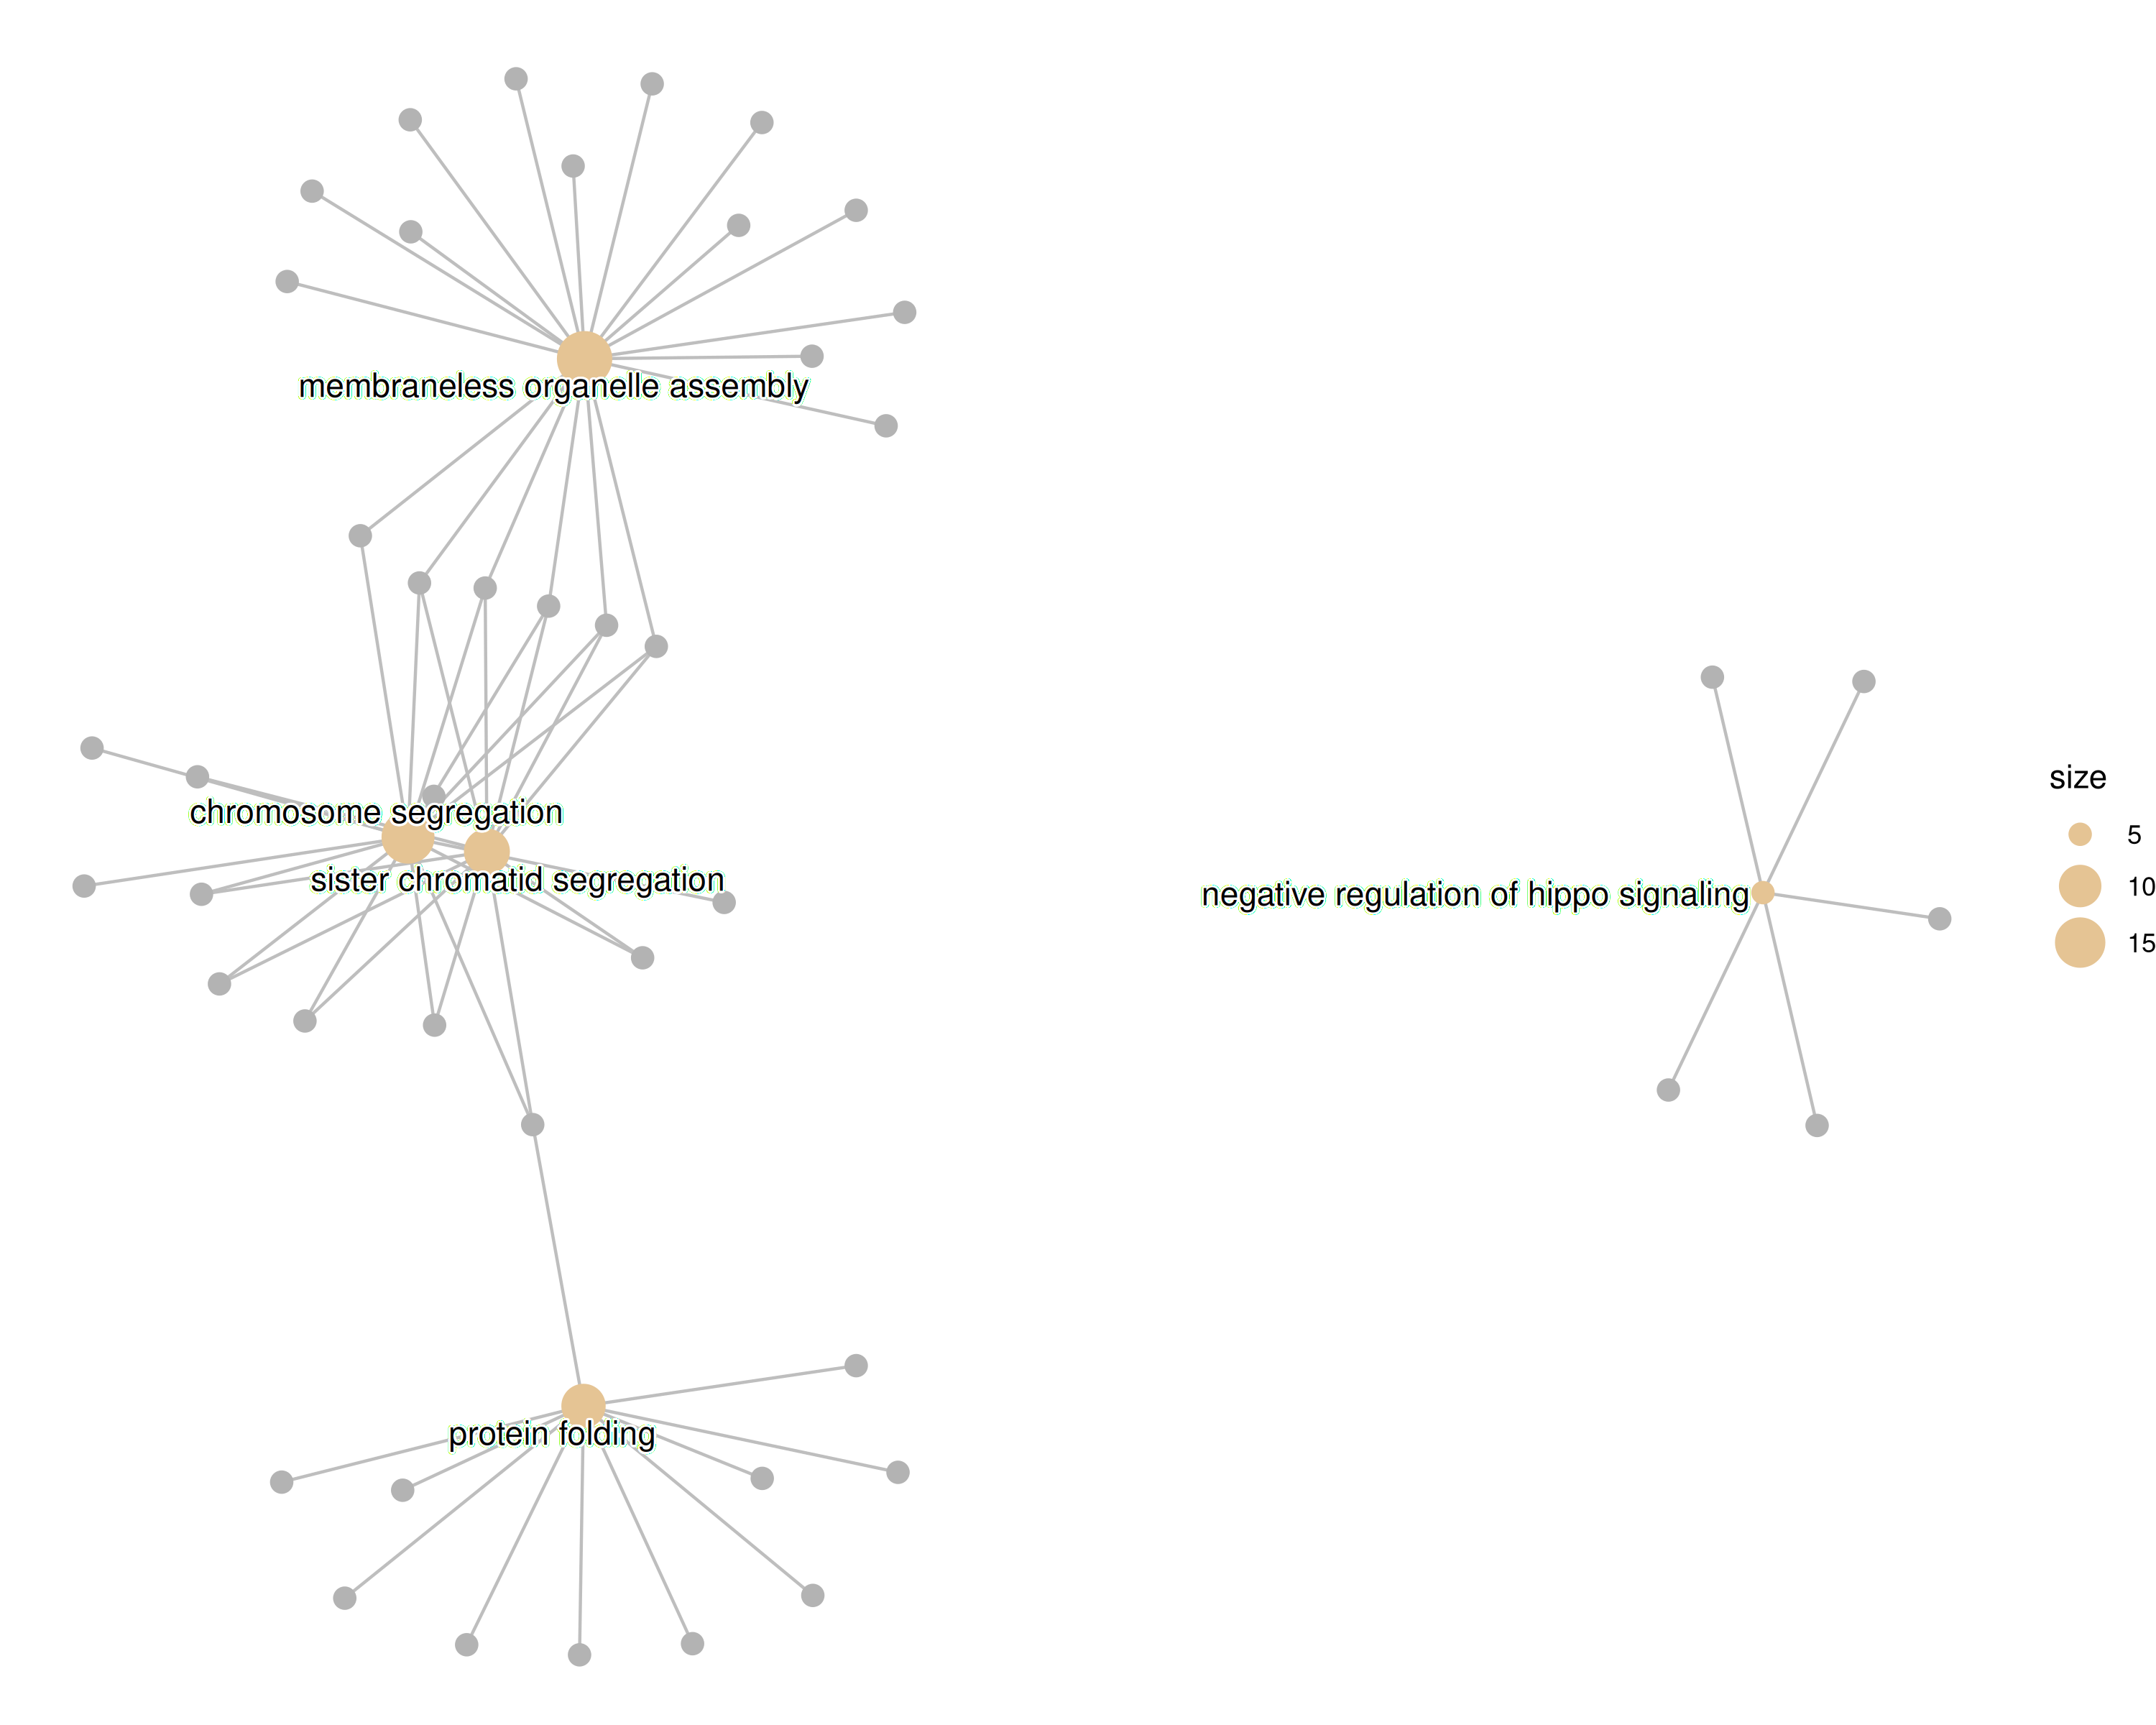 membraneless organelle assembly
chromosome segregation
sister chromatid segregation
negative regulation of hippo signaling
protein folding
size
5
10
15